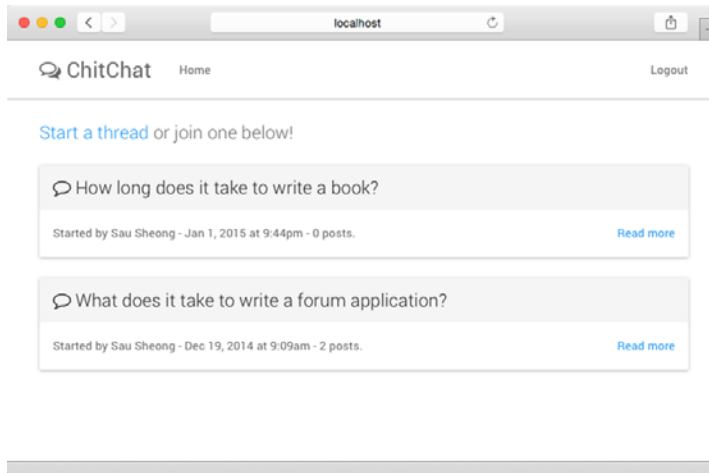 localhost
ChitChat Home Logout
Start a thread or join one below!
How long does it take to write a book?
Started by Sau Sheong - Jan 1, 2015 at 9:44pm - 0 posts. Read more
What does it take to write a forum application?
Started by Sau Sheong - Dec 19, 2014 at 9:09am - 2 posts. Read more